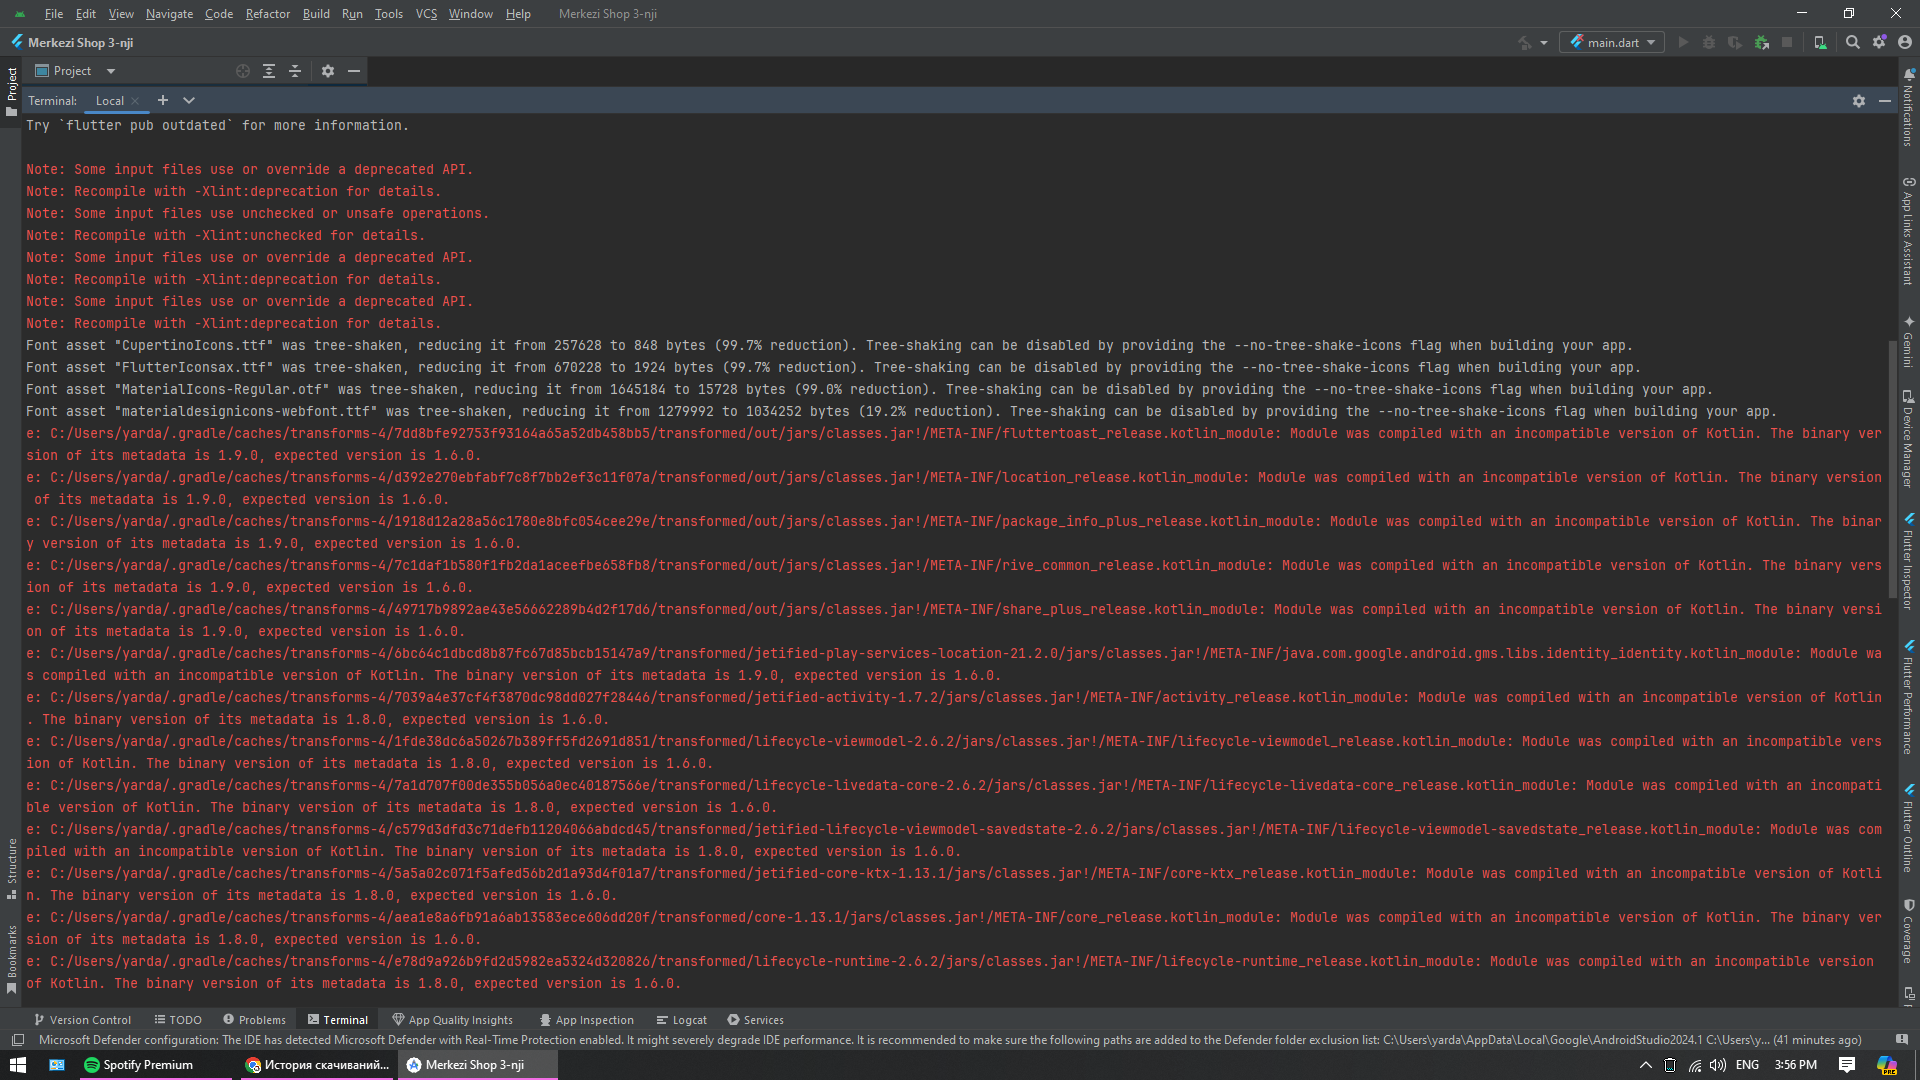 File Edit View Navigate Code Refactor Build Run Tools VCS Window Help Merkezi Shop 3-nji
Merkezi Shop 3-nji
main.dart
Project
Terminal: Local
Try `flutter pub outdated` for more information.
Note: Some input files use or override a deprecated API.
Note: Recompile with -Xlint:deprecation for details.
Note: Some input files use unchecked or unsafe operations.
Note: Recompile with -Xlint:unchecked for details.
Note: Some input files use or override a deprecated API.
Note: Recompile with -Xlint:deprecation for details.
Note: Some input files use or override a deprecated API.
Note: Recompile with -Xlint:deprecation for details.
Font asset "CupertinoIcons.ttf" was tree-shaken, reducing it from 257628 to 848 bytes (99.7% reduction). Tree-shaking can be disabled by providing the --no-tree-shake-icons flag when building your app.
Font asset "FlutterIconsax.ttf" was tree-shaken, reducing it from 670228 to 1924 bytes (99.7% reduction). Tree-shaking can be disabled by providing the --no-tree-shake-icons flag when building your app.
Font asset "MaterialIcons-Regular.otf" was tree-shaken, reducing it from 1645184 to 15728 bytes (99.0% reduction). Tree-shaking can be disabled by providing the --no-tree-shake-icons flag when building your app.
Font asset "materialdesignicons-webfont.ttf" was tree-shaken, reducing it from 1279992 to 1034252 bytes (19.2% reduction). Tree-shaking can be disabled by providing the --no-tree-shake-icons flag when building your app.
e: C:/Users/yarda/.gradle/caches/transforms-4/7dd8bfe92753f93164a65a52db458bb5/transformed/out/jars/classes.jar!/META-INF/fluttertoast_release.kotlin_module: Module was compiled with an incompatible version of Kotlin. The binary ver
sion of its metadata is 1.9.0, expected version is 1.6.0.
e: C:/Users/yarda/.gradle/caches/transforms-4/d392e270ebfabf7c8f7bb2ef3c11f07a/transformed/out/jars/classes.jar!/META-INF/location_release.kotlin_module: Module was compiled with an incompatible version of Kotlin. The binary version
of its metadata is 1.9.0, expected version is 1.6.0.
e: C:/Users/yarda/.gradle/caches/transforms-4/1918d12a28a56c1780e8bfc054cee29e/transformed/out/jars/classes.jar!/META-INF/package_info_plus_release.kotlin_module: Module was compiled with an incompatible version of Kotlin. The binar
y version of its metadata is 1.9.0, expected version is 1.6.0.
e: C:/Users/yarda/.gradle/caches/transforms-4/7c1daf1b580f1fb2da1aceefbe658fb8/transformed/out/jars/classes.jar!/META-INF/rive_common_release.kotlin_module: Module was compiled with an incompatible version of Kotlin. The binary vers
ion of its metadata is 1.9.0, expected version is 1.6.0.
e: C:/Users/yarda/.gradle/caches/transforms-4/49717b9892ae43e56662289b4d2f17d6/transformed/out/jars/classes.jar!/META-INF/share_plus_release.kotlin_module: Module was compiled with an incompatible version of Kotlin. The binary versi
on of its metadata is 1.9.0, expected version is 1.6.0.
e: C:/Users/yarda/.gradle/caches/transforms-4/6bc64c1dbcd8b87fc67d85bcb15147a9/transformed/jetified-play-services-location-21.2.0/jars/classes.jar!/META-INF/java.com.google.android.gms.libs.identity_identity.kotlin_module: Module wa
s compiled with an incompatible version of Kotlin. The binary version of its metadata is 1.9.0, expected version is 1.6.0.
e: C:/Users/yarda/.gradle/caches/transforms-4/7039a4e37cf4f3870dc98dd027f28446/transformed/jetified-activity-1.7.2/jars/classes.jar!/META-INF/activity_release.kotlin_module: Module was compiled with an incompatible version of Kotlin
. The binary version of its metadata is 1.8.0, expected version is 1.6.0.
e: C:/Users/yarda/.gradle/caches/transforms-4/1fde38dc6a50267b389ff5fd2691d851/transformed/lifecycle-viewmodel-2.6.2/jars/classes.jar!/META-INF/lifecycle-viewmodel_release.kotlin_module: Module was compiled with an incompatible vers
ion of Kotlin. The binary version of its metadata is 1.8.0, expected version is 1.6.0.
e: C:/Users/yarda/.gradle/caches/transforms-4/7a1d707f00de355b056a0ec40187566e/transformed/lifecycle-livedata-core-2.6.2/jars/classes.jar!/META-INF/lifecycle-livedata-core_release.kotlin_module: Module was compiled with an incompati
ble version of Kotlin. The binary version of its metadata is 1.8.0, expected version is 1.6.0.
e: C:/Users/yarda/.gradle/caches/transforms-4/c579d3dfd3c71defb11204066abdcd45/transformed/jetified-lifecycle-viewmodel-savedstate-2.6.2/jars/classes.jar!/META-INF/lifecycle-viewmodel-savedstate_release.kotlin_module: Module was com
piled with an incompatible version of Kotlin. The binary version of its metadata is 1.8.0, expected version is 1.6.0.
e: C:/Users/yarda/.gradle/caches/transforms-4/5a5a02c071f5afed56b2d1a93d4f01a7/transformed/jetified-core-ktx-1.13.1/jars/classes.jar!/META-INF/core-ktx_release.kotlin_module: Module was compiled with an incompatible version of Kotli
n. The binary version of its metadata is 1.8.0, expected version is 1.6.0.
e: C:/Users/yarda/.gradle/caches/transforms-4/aea1e8a6fb91a6ab13583ece606dd20f/transformed/core-1.13.1/jars/classes.jar!/META-INF/core_release.kotlin_module: Module was compiled with an incompatible version of Kotlin. The binary ver
sion of its metadata is 1.8.0, expected version is 1.6.0.
e: C:/Users/yarda/.gradle/caches/transforms-4/e78d9a926b9fd2d5982ea5324d320826/transformed/lifecycle-runtime-2.6.2/jars/classes.jar!/META-INF/lifecycle-runtime_release.kotlin_module: Module was compiled with an incompatible version
of Kotlin. The binary version of its metadata is 1.8.0, expected version is 1.6.0.
Project
Structure
Bookmarks
Notifications
App Links Assistant
Gemini
Device Manager
Flutter Inspector
Flutter Performance
Flutter Outline
Coverage
Version Control TODO Problems Terminal App Quality Insights App Inspection Logcat Services
Microsoft Defender configuration: The IDE has detected Microsoft Defender with Real-Time Protection enabled. It might severely degrade IDE performance. It is recommended to make sure the following paths are added to the Defender folder exclusion list: C:\Users\yarda\AppData\Local\Google\AndroidStudio2024.1 C:\Users\y... (41 minutes ago)
Spotify Premium История скачиваний... Merkezi Shop 3-nji ENG 3:56 PM